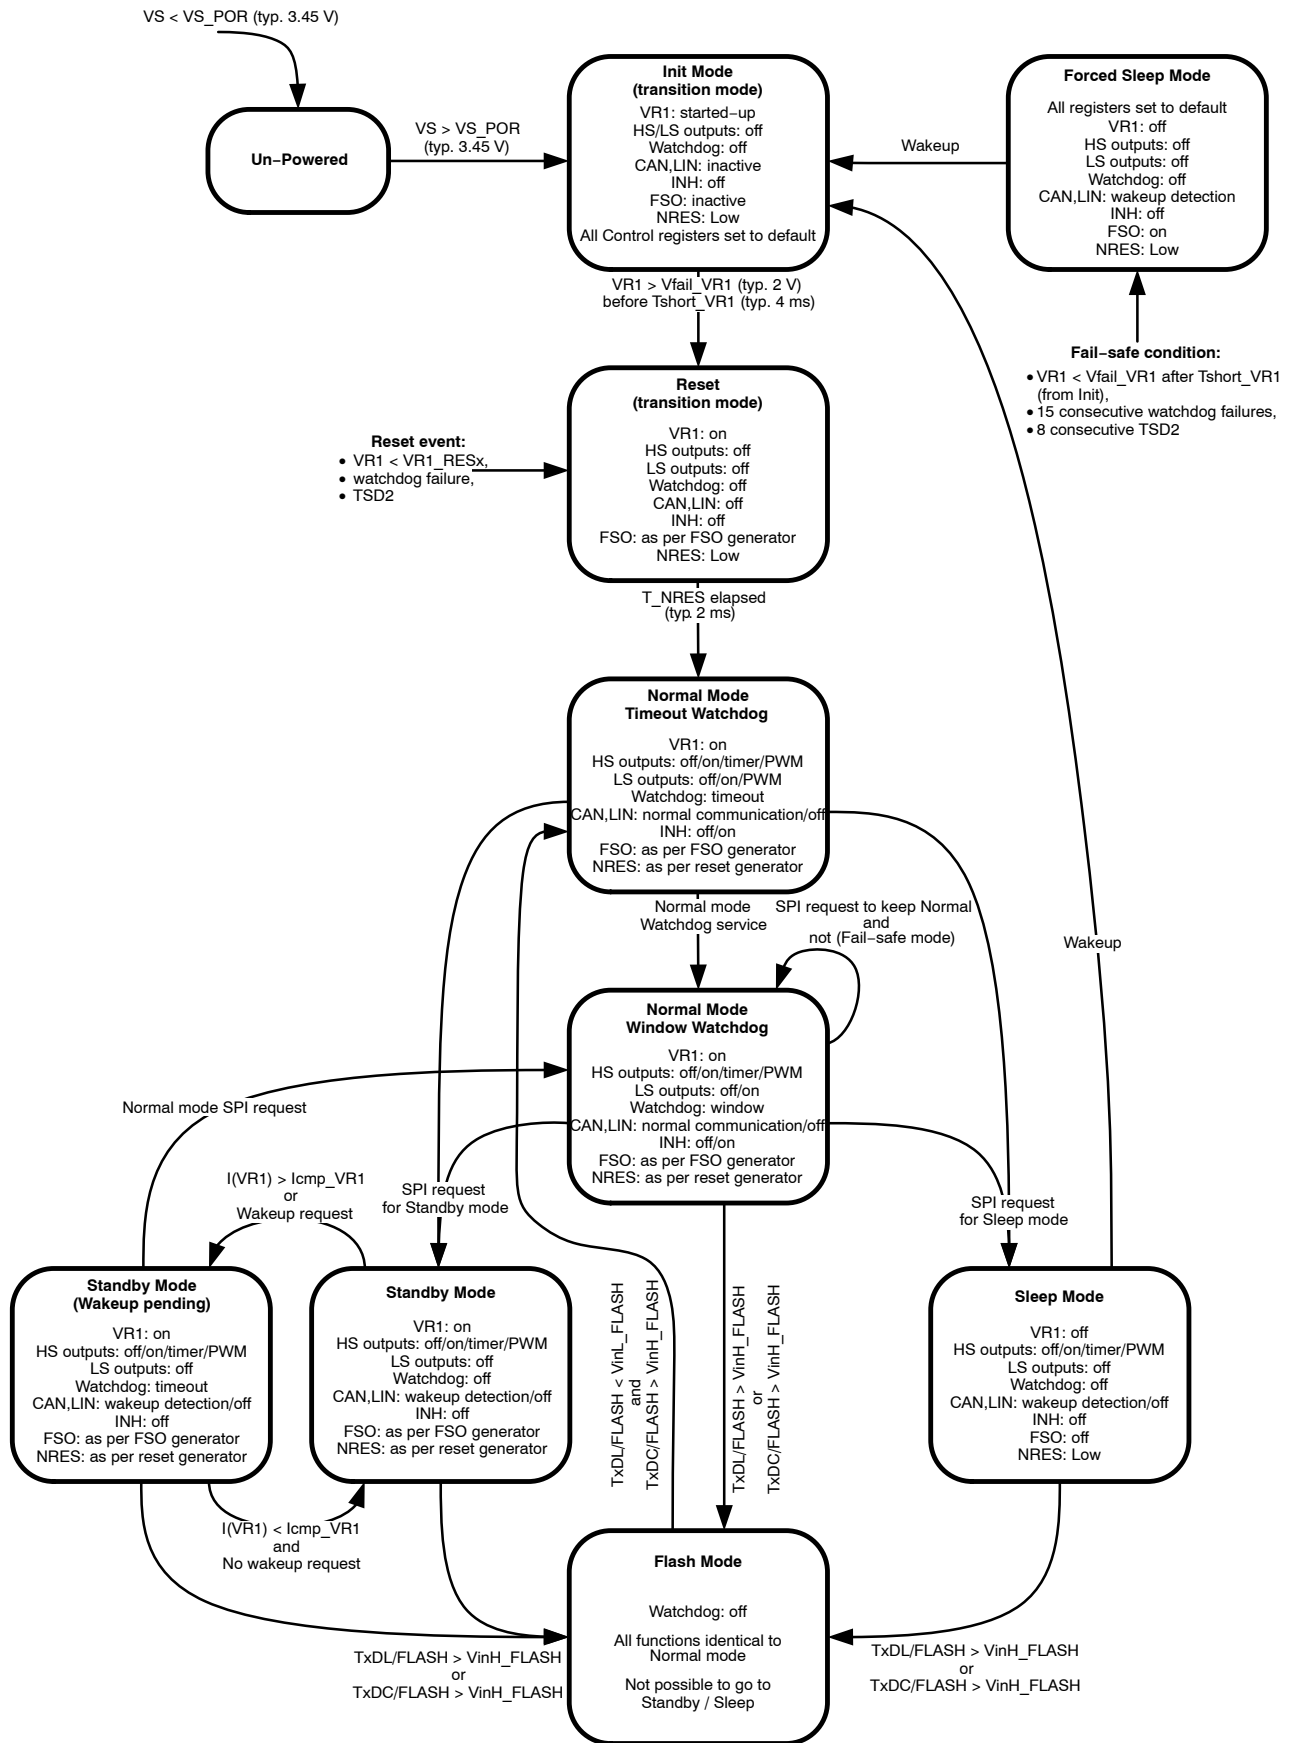 VS < VS_POR (typ. 3.45 V)
Un−Powered
VS > VS_POR
(typ. 3.45 V)
Init Mode
(transition mode)
VR1: started−up
HS/LS outputs: off
Watchdog: off
CAN,LIN: inactive
INH: off
FSO: inactive
NRES: Low
All Control registers set to default
Wakeup
Forced Sleep Mode
All registers set to default
VR1: off
HS outputs: off
LS outputs: off
Watchdog: off
CAN,LIN: wakeup detection
INH: off
FSO: on
NRES: Low
VR1 > Vfail_VR1 (typ. 2 V)
before Tshort_VR1 (typ. 4 ms)
Fail−safe condition:
• VR1 < Vfail_VR1 after Tshort_VR1
(from Init),
• 15 consecutive watchdog failures,
• 8 consecutive TSD2
Reset event:
• VR1 < VR1_RESx,
• watchdog failure,
• TSD2
Reset
(transition mode)
VR1: on
HS outputs: off
LS outputs: off
Watchdog: off
CAN,LIN: off
INH: off
FSO: as per FSO generator
NRES: Low
T_NRES elapsed
(typ. 2 ms)
Normal Mode
Timeout Watchdog
VR1: on
HS outputs: off/on/timer/PWM
LS outputs: off/on/PWM
Watchdog: timeout
CAN,LIN: normal communication/off
INH: off/on
FSO: as per FSO generator
NRES: as per reset generator
Normal mode
Watchdog service
SPI request to keep Normal
and
not (Fail−safe mode)
Wakeup
Normal Mode
Window Watchdog
VR1: on
HS outputs: off/on/timer/PWM
LS outputs: off/on
Watchdog: window
CAN,LIN: normal communication/off
INH: off/on
FSO: as per FSO generator
NRES: as per reset generator
Normal mode SPI request
I(VR1) > Icmp_VR1
or
Wakeup request
SPI request
for Standby mode
SPI request
for Sleep mode
Standby Mode
(Wakeup pending)
VR1: on
HS outputs: off/on/timer/PWM
LS outputs: off
Watchdog: timeout
CAN,LIN: wakeup detection/off
INH: off
FSO: as per FSO generator
NRES: as per reset generator
Standby Mode
VR1: on
HS outputs: off/on/timer/PWM
LS outputs: off
Watchdog: off
CAN,LIN: wakeup detection/off
INH: off
FSO: as per FSO generator
NRES: as per reset generator
TxDL/FLASH < VinL_FLASH
and
TxDC/FLASH > VinH_FLASH
TxDL/FLASH > VinH_FLASH
or
TxDC/FLASH > VinH_FLASH
Sleep Mode
VR1: off
HS outputs: off/on/timer/PWM
LS outputs: off
Watchdog: off
CAN,LIN: wakeup detection/off
INH: off
FSO: off
NRES: Low
I(VR1) < Icmp_VR1
and
No wakeup request
TxDL/FLASH > VinH_FLASH
or
TxDC/FLASH > VinH_FLASH
Flash Mode
Watchdog: off
All functions identical to
Normal mode
Not possible to go to
Standby / Sleep
TxDL/FLASH > VinH_FLASH
or
TxDC/FLASH > VinH_FLASH